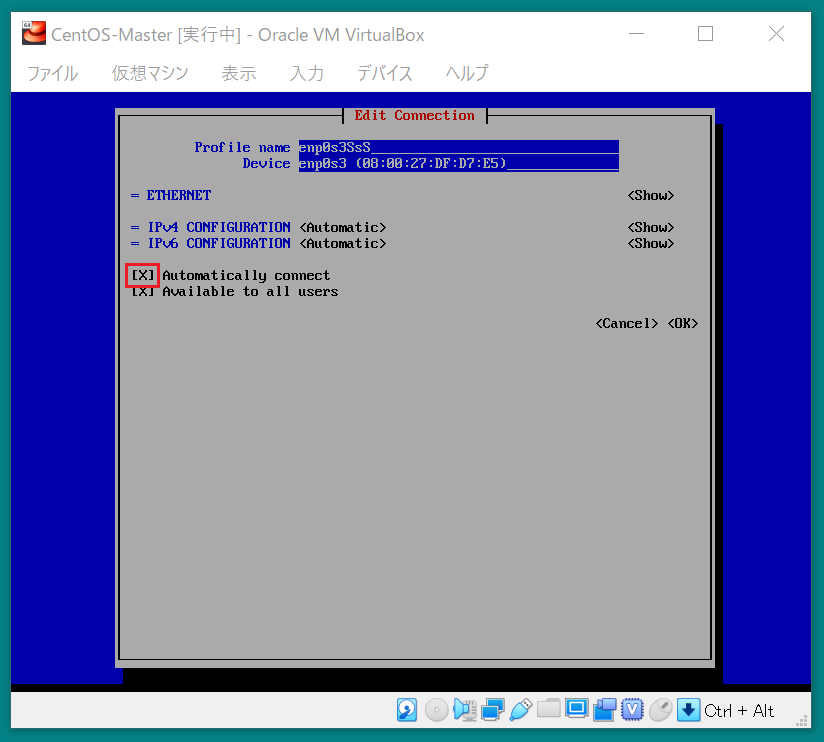 CentOS-Master [実行中] - Oracle VM VirtualBox
ファイル 仮想マシン 表示 入力 デバイス ヘルプ
Edit Connection
Profile name enp0s3SsS
Device enp0s3 (08:00:27:DF:D7:E5)
= ETHERNET <Show>
= IPv4 CONFIGURATION <Automatic> <Show>
= IPv6 CONFIGURATION <Automatic> <Show>
[X] Automatically connect
[X] Available to all users
<Cancel> <OK>
Ctrl + Alt